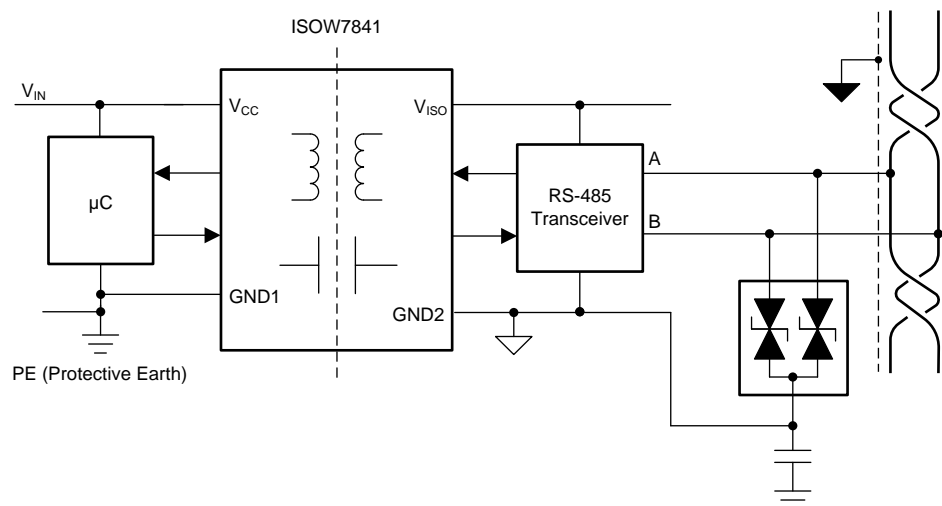 ISOW7841
VIN
VCC
VISO
A
µC
RS-485
Transceiver
B
GND1
GND2
PE (Protective Earth)